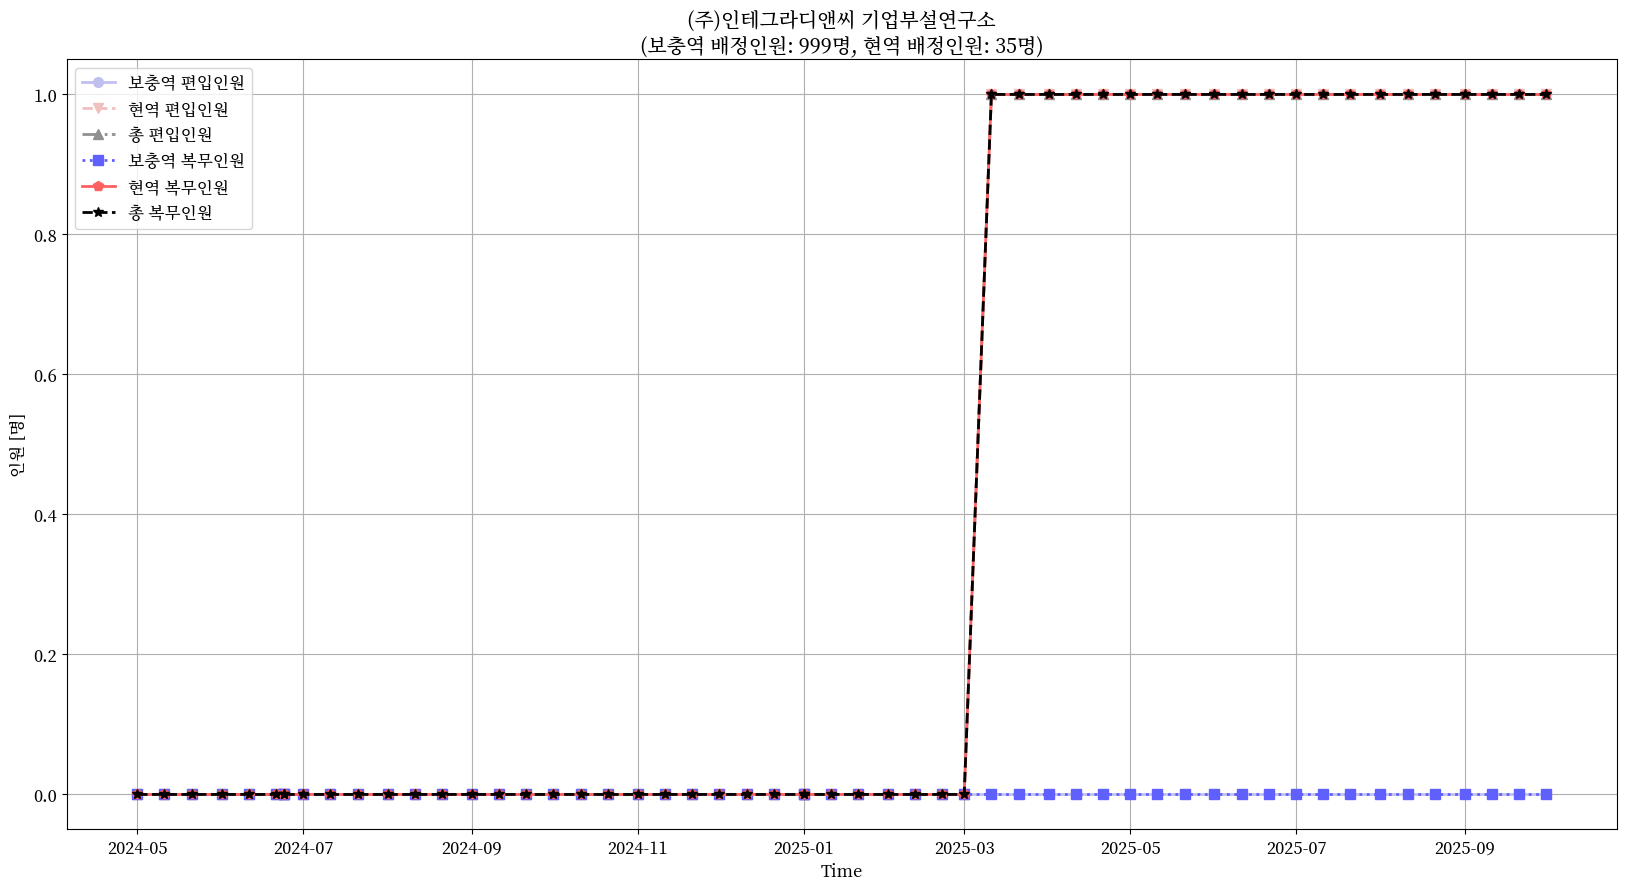 (주)인테그라디앤씨 기업부설연구소
(보충역 배정인원: 999명, 현역 배정인원: 35명)
보충역 편입인원
현역 편입인원
총 편입인원
보충역 복무인원
현역 복무인원
총 복무인원
1.0
0.8
0.6
0.4
0.2
0.0
인원 [명]
2024-05 2024-07 2024-09 2024-11 2025-01 2025-03 2025-05 2025-07 2025-09
Time